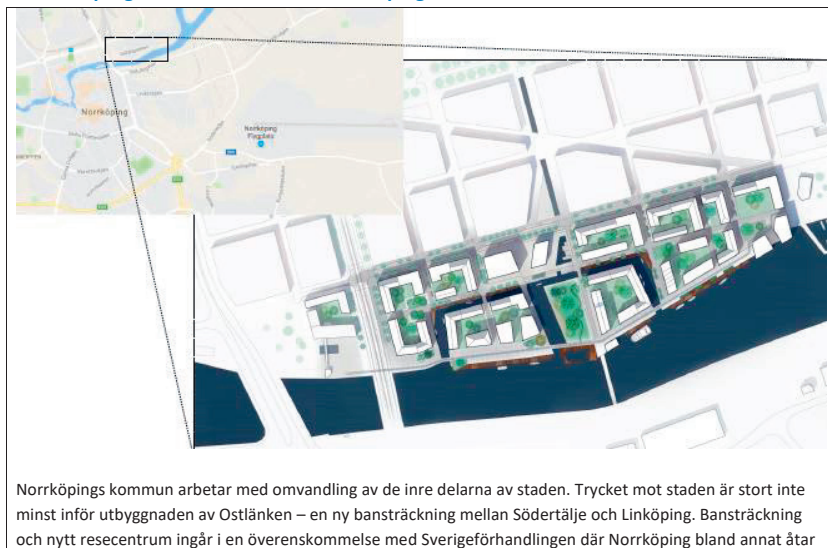 Norrköping
Norrköping
Flygplats
Norrköpings kommun arbetar med omvandling av de inre delarna av staden. Trycket mot staden är stort inte
minst inför utbyggnaden av Ostlänken – en ny bansträckning mellan Södertälje och Linköping. Bansträckning
och nytt resecentrum ingår i en överenskommelse med Sverigeförhandlingen där Norrköping bland annat åtar